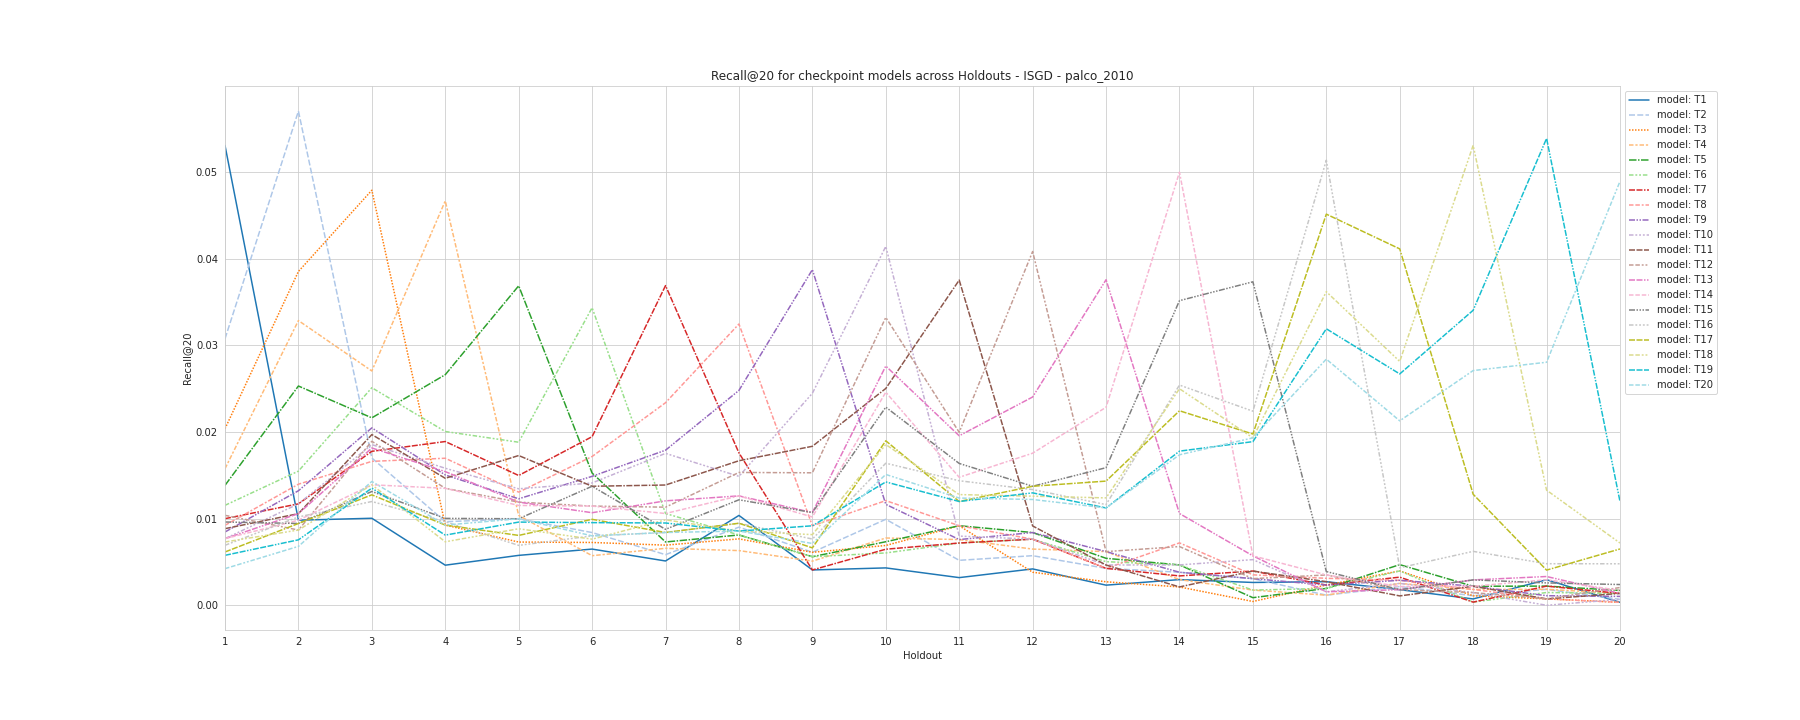 Recall@20 for checkpoint models across Holdouts - ISGD - palco_2010
model: T1
model: T2
model: T3
model: T4
model: T5
model: T6
model: T7
model: T8
model: T9
model: T10
model: T11
model: T12
model: T13
model: T14
model: T15
model: T16
model: T17
model: T18
model: T19
model: T20
Recall@20
0.05
0.04
0.03
0.02
0.01
0.00
1 2 3 4 5 6 7 8 9 10 11 12 13 14 15 16 17 18 19 20
Holdout